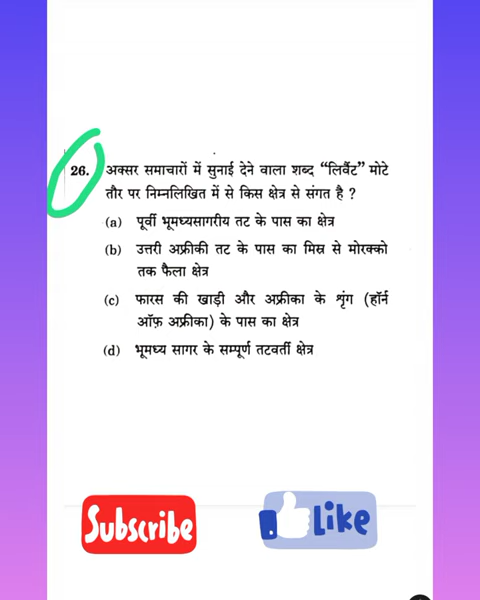 26. अक्सर समाचारों में सुनाई देने वाला शब्द “लिवैंट” मोटे
तौर पर निम्नलिखित में से किस क्षेत्र से संगत है ?
(a) पूर्वी भूमध्यसागरीय तट के पास का क्षेत्र
(b) उत्तरी अफ्रीकी तट के पास का मिस्र से मोरक्को
तक फैला क्षेत्र
(c) फारस की खाड़ी और अफ्रीका के शृंग (हॉर्न
ऑफ़ अफ्रीका) के पास का क्षेत्र
(d) भूमध्य सागर के सम्पूर्ण तटवर्ती क्षेत्र
Subscribe
Like